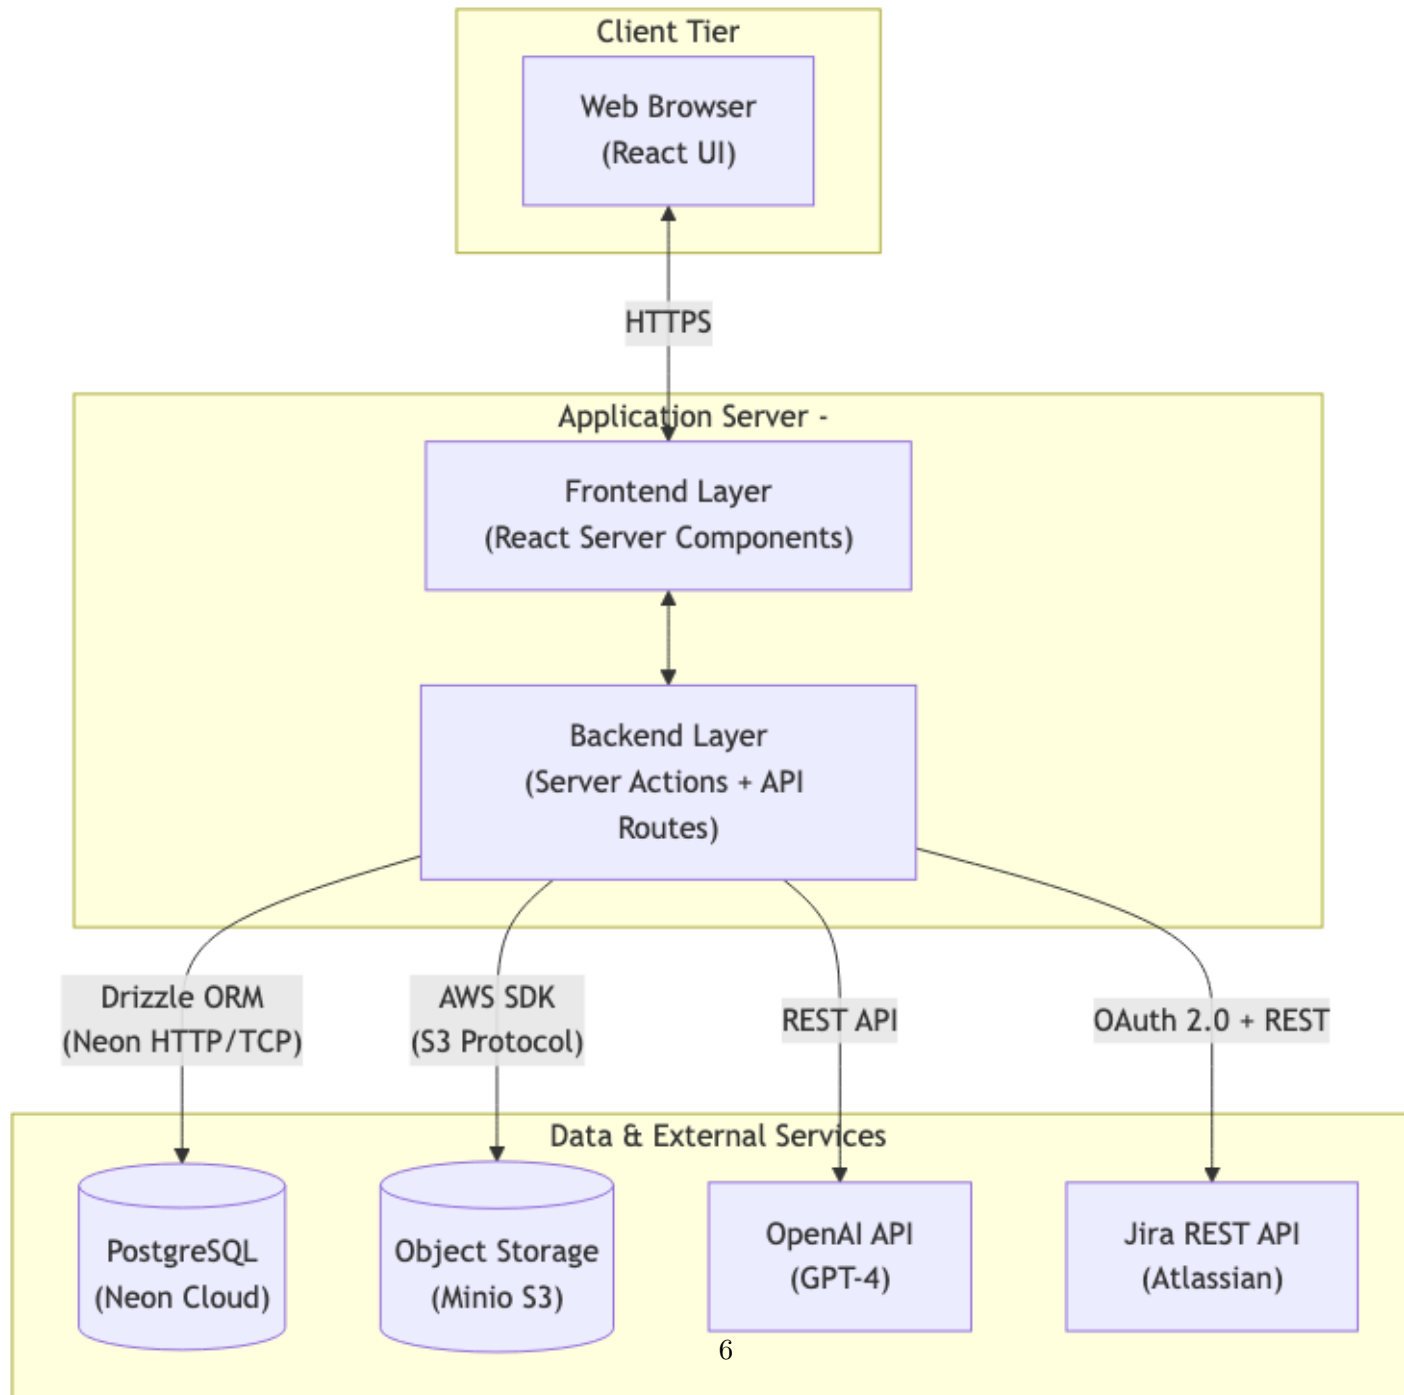 Client Tier
Web Browser
(React UI)
HTTPS
Application Server -
Frontend Layer
(React Server Components)
Backend Layer
(Server Actions + API
Routes)
Drizzle ORM
(Neon HTTP/TCP)
AWS SDK
(S3 Protocol)
REST API
OAuth 2.0 + REST
Data & External Services
PostgreSQL
(Neon Cloud)
Object Storage
(Minio S3)
OpenAI API
(GPT-4)
Jira REST API
(Atlassian)
6